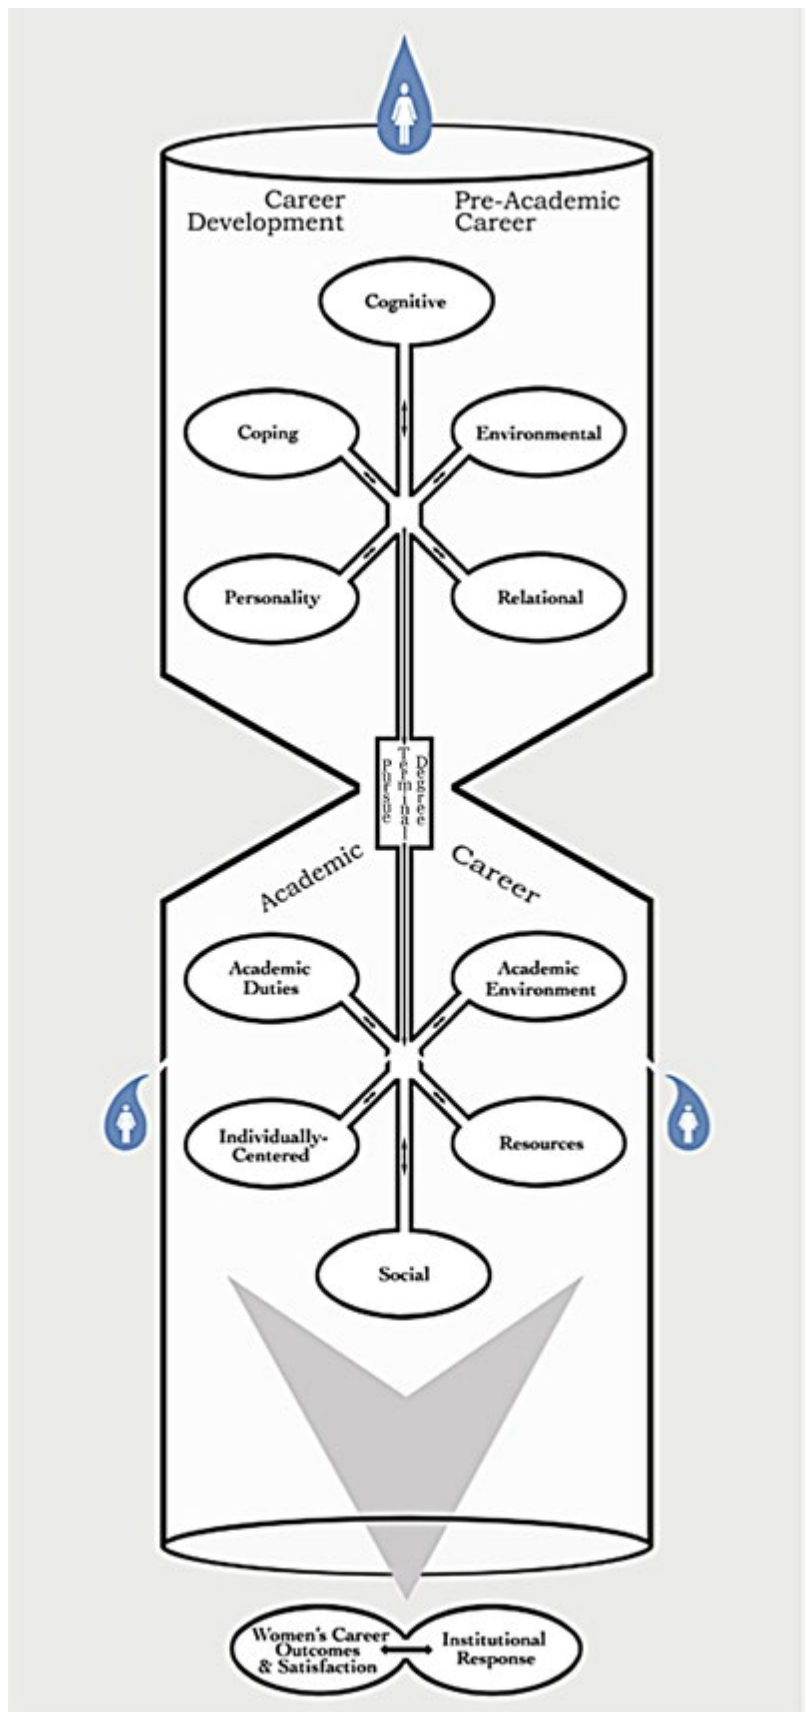 Career
Development
Pre-Academic
Career
Cognitive
Coping
Environmental
Personality
Relational
Pursue
Terminal
Degree
Academic
Career
Academic
Duties
Academic
Environment
Individually-
Centered
Resources
Social
Women's Career
Outcomes
& Satisfaction
Institutional
Response